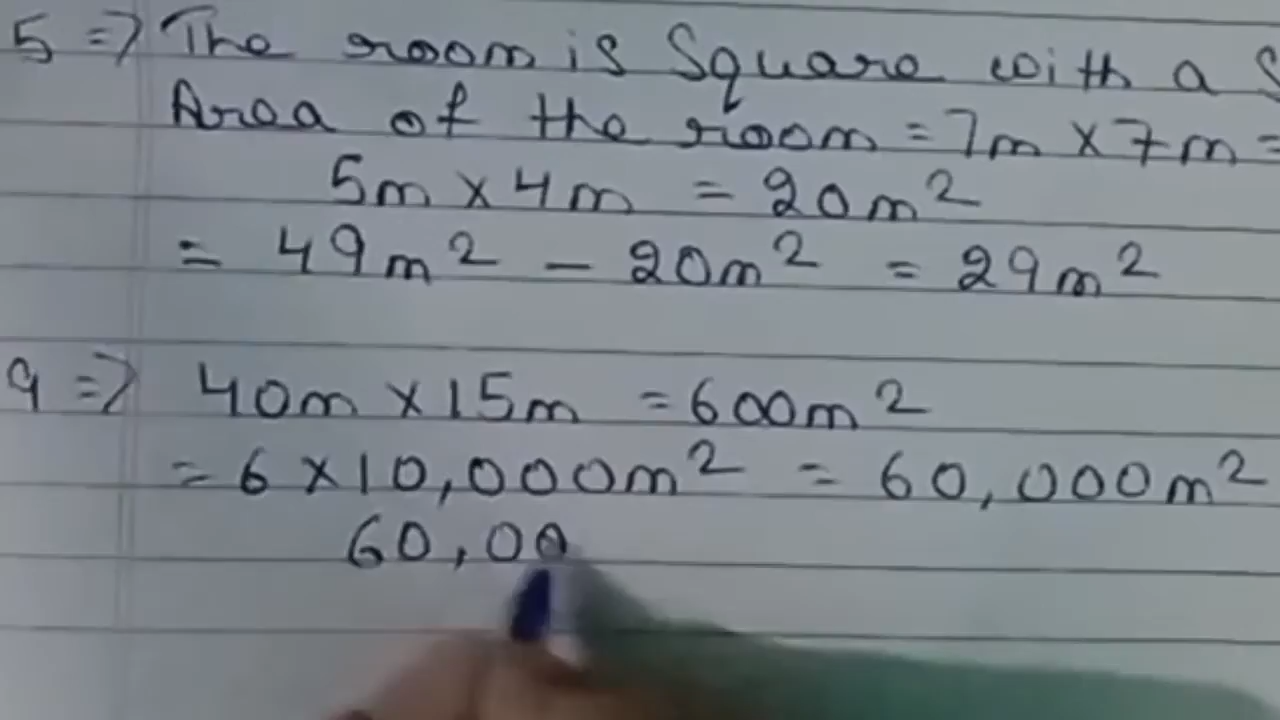 5 => The room is Square with a S
Area of the room = 7m × 7m =
5m × 4m = 20m²
= 49m² - 20m² = 29m²
9 => 40m × 15m = 600m²
= 6 × 10,000m² = 60,000m²
60,00